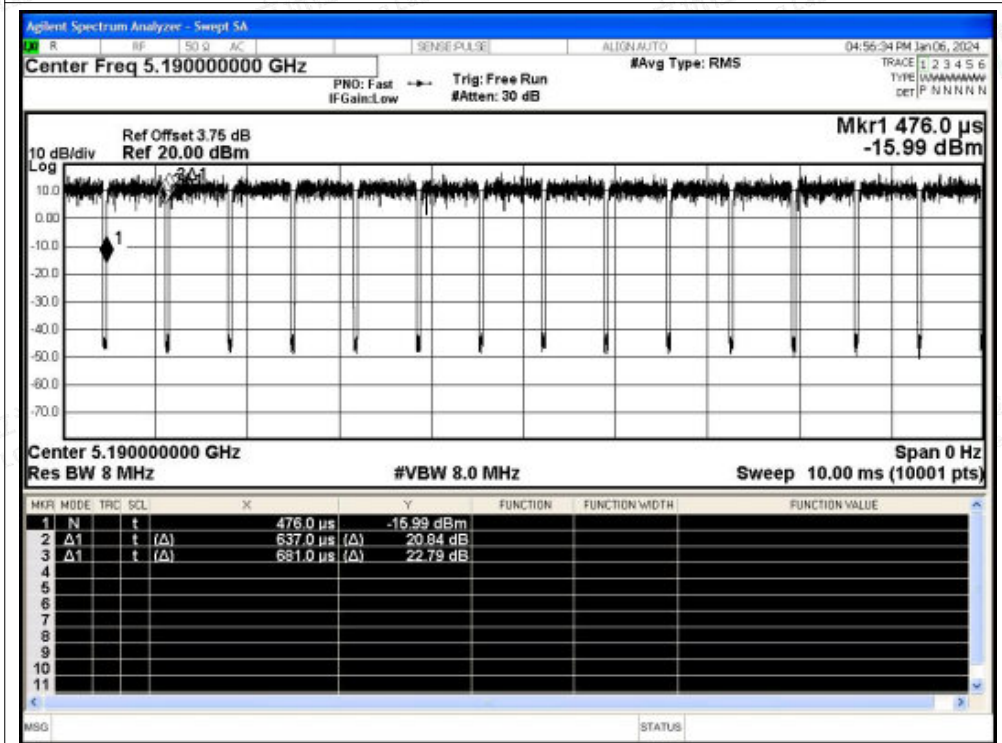 Agilent Spectrum Analyzer - Swept SA
LXI R RF 50 Ω AC SENSE:PULSE ALIGN AUTO 04:56:34 PM Jan 06, 2024
Center Freq 5.190000000 GHz #Avg Type: RMS TRACE 1 2 3 4 5 6
PNO: Fast Trig: Free Run TYPE WWWWWW
IFGain:Low #Atten: 30 dB DET P N N N N N
Mkr1 476.0 µs
Ref Offset 3.75 dB
10 dB/div Ref 20.00 dBm -15.99 dBm
Log
3Δ1
10.0
0.00
-10.0
1
-20.0
-30.0
-40.0
-50.0
-60.0
-70.0
Center 5.190000000 GHz Span 0 Hz
Res BW 8 MHz #VBW 8.0 MHz Sweep 10.00 ms (10001 pts)
MKR MODE TRC SCL X Y FUNCTION FUNCTION WIDTH FUNCTION VALUE
1 N t 476.0 µs -15.99 dBm
2 Δ1 t (Δ) 637.0 µs (Δ) 20.84 dB
3 Δ1 t (Δ) 681.0 µs (Δ) 22.79 dB
4
5
6
7
8
9
10
11
MSG STATUS